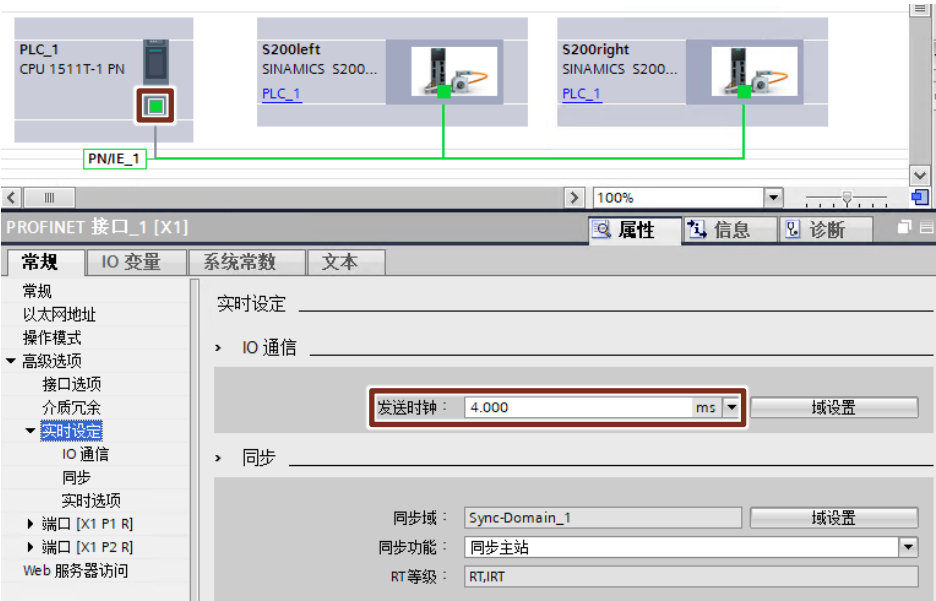 PLC_1
CPU 1511T-1 PN
S200left
SINAMICS S200...
PLC_1
S200right
SINAMICS S200...
PLC_1
PN/IE_1
100%
PROFINET 接口_1 [X1]
属性
信息
诊断
常规
IO 变量
系统常数
文本
常规
以太网地址
操作模式
高级选项
接口选项
介质冗余
实时设定
IO 通信
同步
实时选项
端口 [X1 P1 R]
端口 [X1 P2 R]
Web 服务器访问
实时设定
IO 通信
发送时钟：
4.000
ms
域设置
同步
同步域：
Sync-Domain_1
域设置
同步功能：
同步主站
RT等级：
RT,IRT